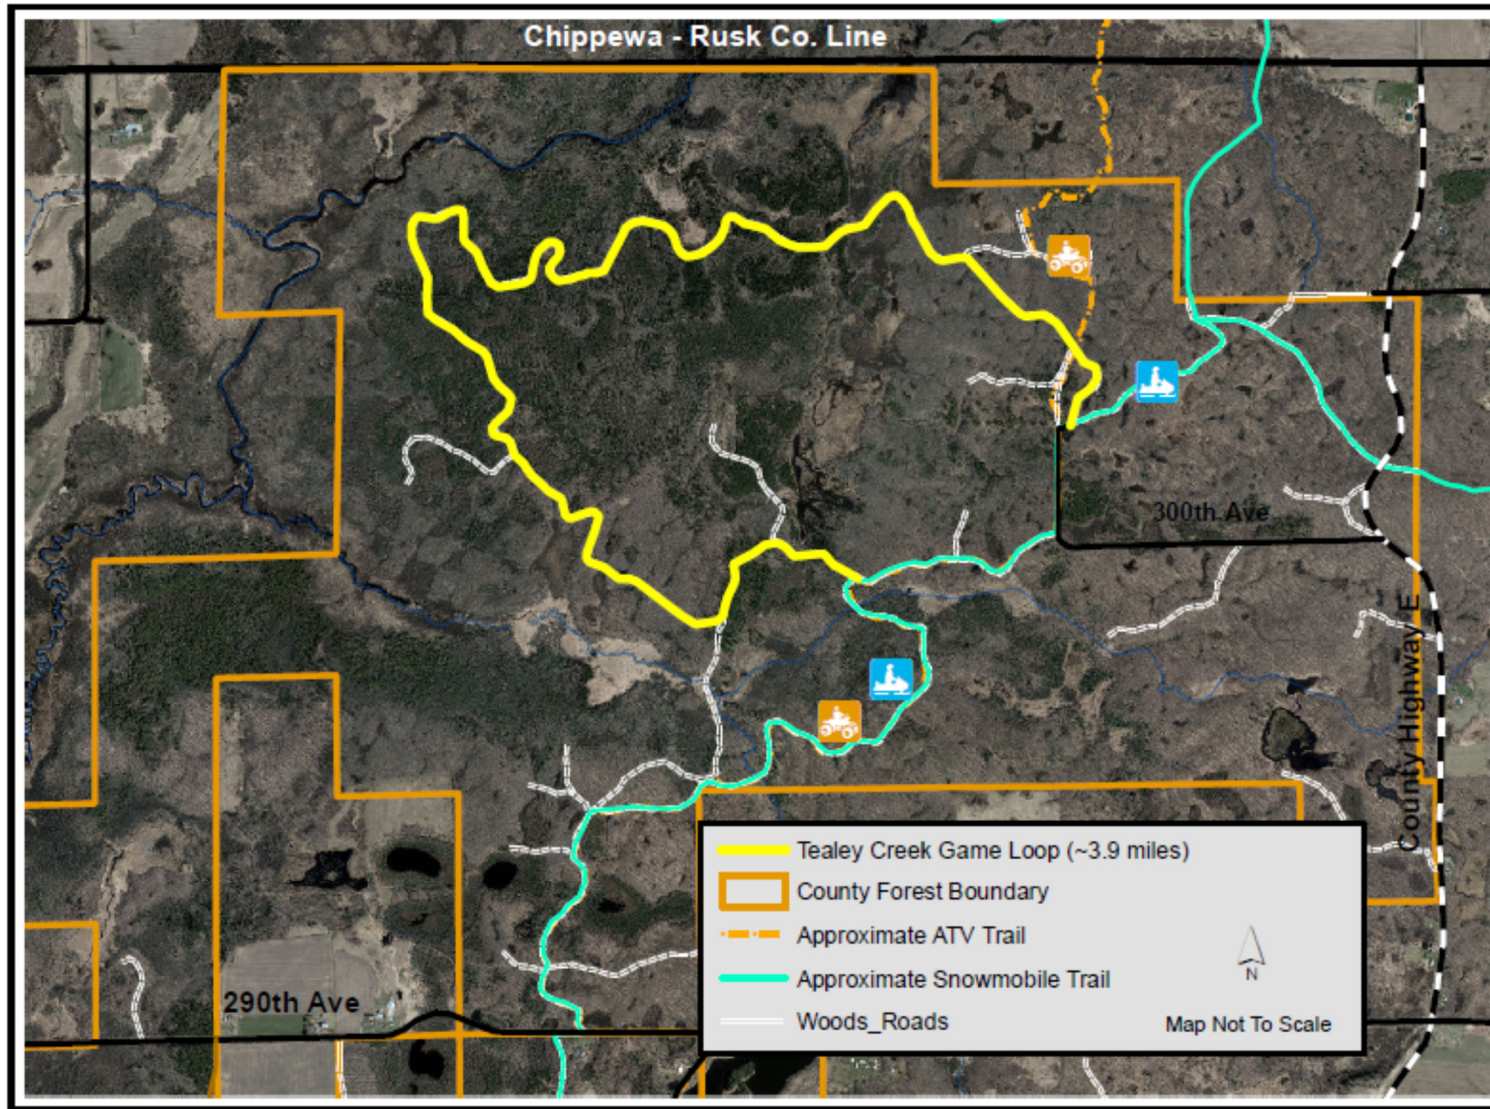 Chippewa - Rusk Co. Line
300th Ave
County Highway E
Tealey Creek Game Loop (~3.9 miles)
County Forest Boundary
Approximate ATV Trail
Approximate Snowmobile Trail
N
Woods_Roads
Map Not To Scale
290th Ave